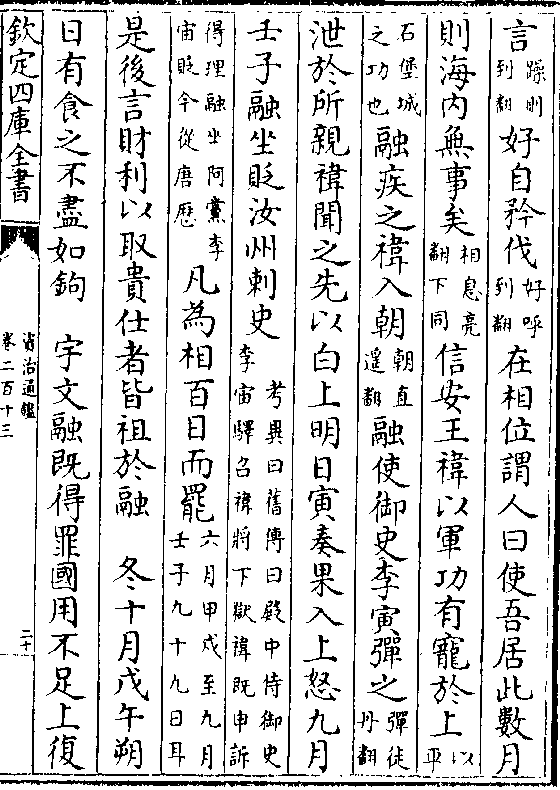 言躁則到翻好自矜伐好呼到翻在相位謂人曰使吾居此數月
則海内無事矣相息亮翻下同信安王禕以軍功有寵於上以平
石堡城之功也融疾之禕入朝朝直遥翻融使御史李寅彈之彈徒丹翻
泄於所親禕聞之先以白上明日寅奏果入上怒九月
壬子融坐貶汝州刺史考異曰舊傳曰殿中侍御史李宙驛召禕將下獄禕既申訴
得理融坐阿黨李宙貶今從唐歴凡為相百日而罷六月甲戍至九月壬子九十九日耳
是後言財利以取貴仕者皆祖於融　冬十月戊午朔
日有食之不盡如鉤　宇文融既得罪國用不足上復
欽定四庫全書
資治通鑑
卷二百十三
二十